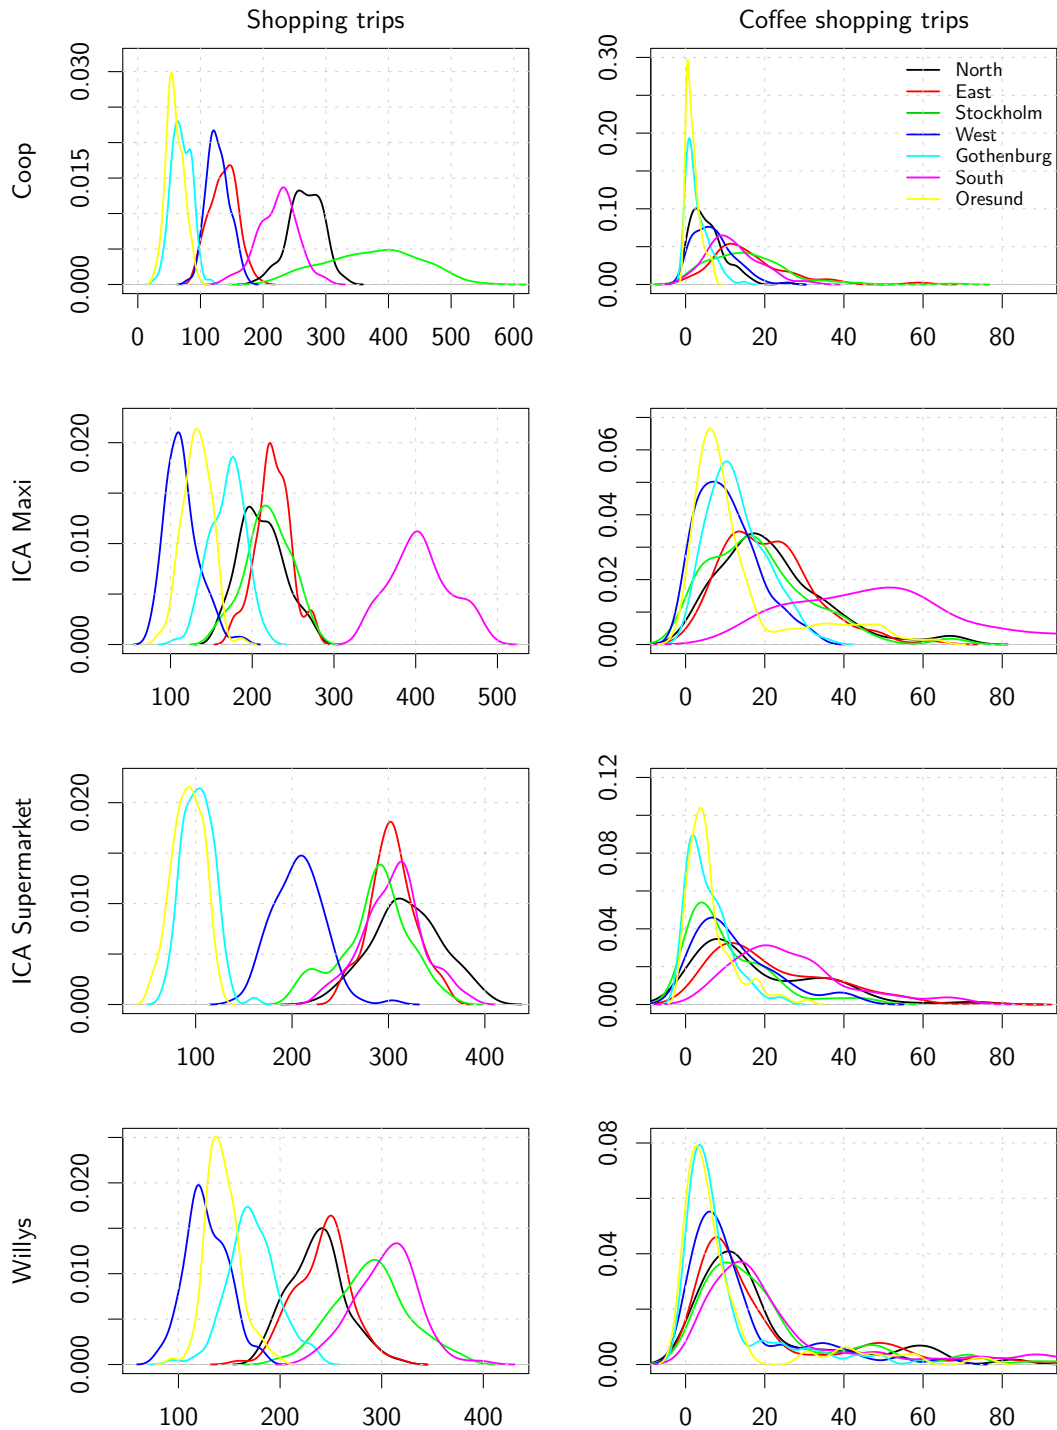 Shopping trips
Coffee shopping trips
Coop
0.000 0.015 0.030
0 100 200 300 400 500 600
0.00 0.10 0.20 0.30
0 20 40 60 80
North
East
Stockholm
West
Gothenburg
South
Oresund
ICA Maxi
0.000 0.010 0.020
100 200 300 400 500
0.00 0.02 0.04 0.06
0 20 40 60 80
ICA Supermarket
0.000 0.010 0.020
100 200 300 400
0.00 0.04 0.08 0.12
0 20 40 60 80
Willys
0.000 0.010 0.020
100 200 300 400
0.00 0.04 0.08
0 20 40 60 80